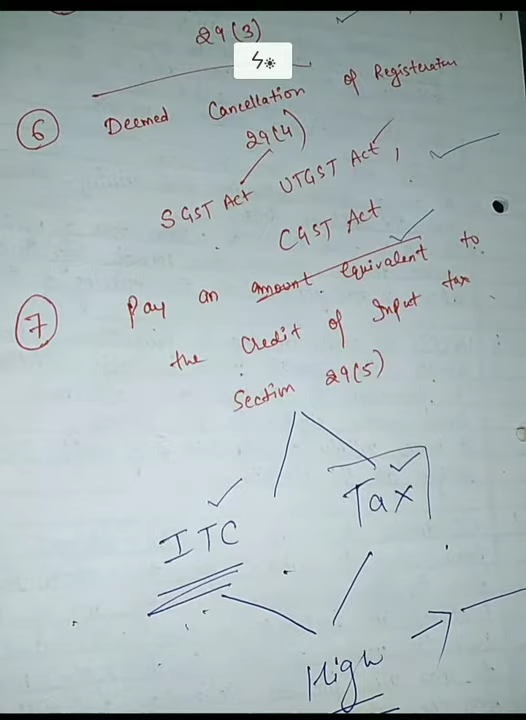 29(3)
6 Deemed Cancellation of Registeration
29(4)
SGST Act UTGST Act,
CGST Act
7 Pay an amount equivalent to
the Credit of Input tax
Section 29(5)
ITC Tax
High